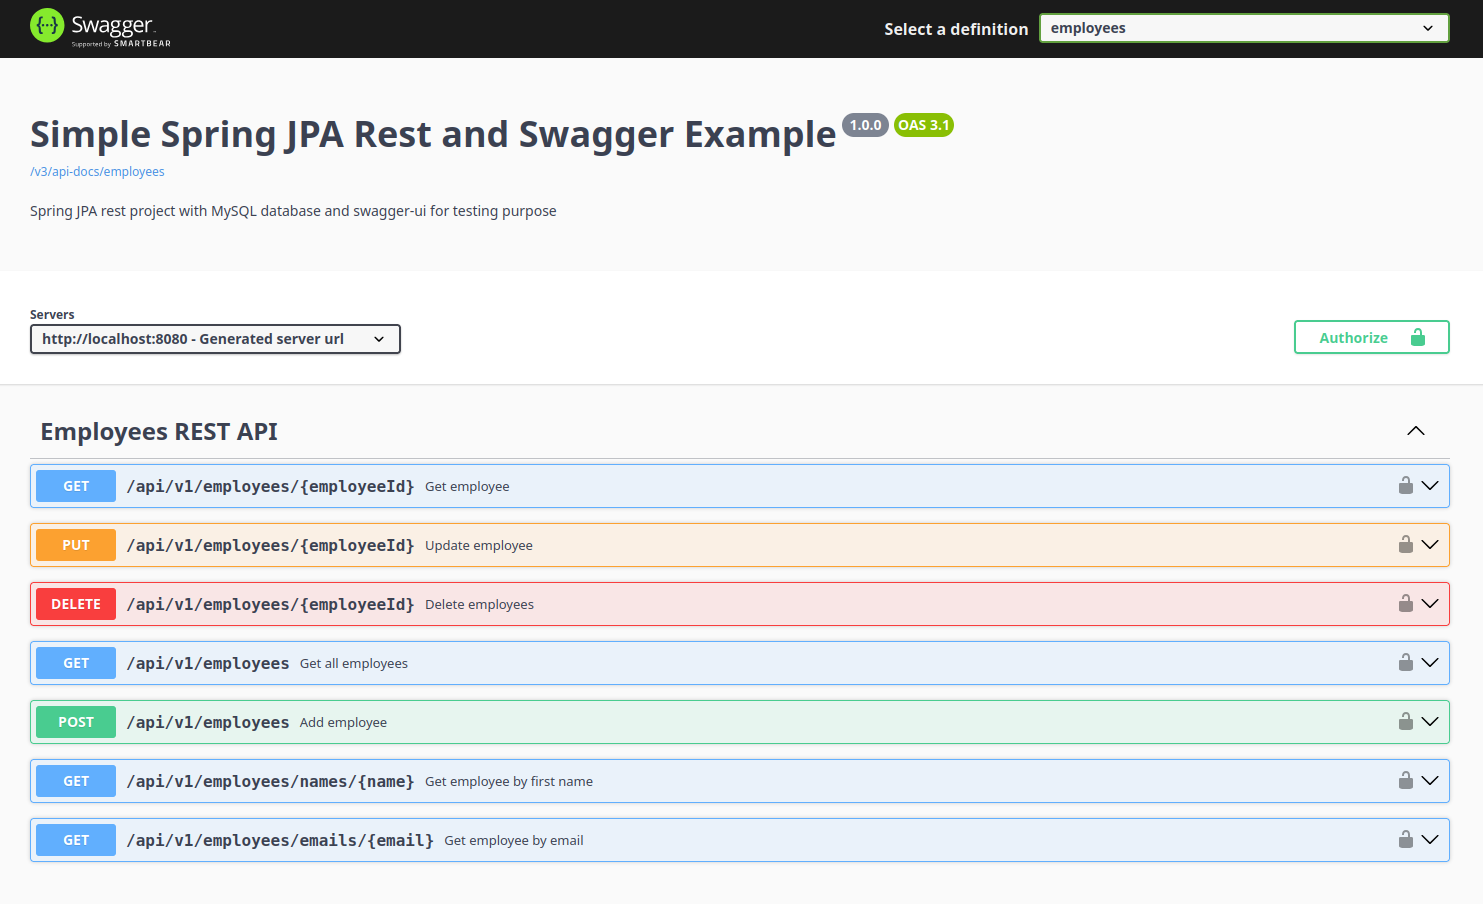 Swagger
Supported by SMARTBEAR
Select a definition
employees
Simple Spring JPA Rest and Swagger Example 1.0.0 OAS 3.1
/v3/api-docs/employees
Spring JPA rest project with MySQL database and swagger-ui for testing purpose
Servers
http://localhost:8080 - Generated server url
Authorize
Employees REST API
GET /api/v1/employees/{employeeId} Get employee
PUT /api/v1/employees/{employeeId} Update employee
DELETE /api/v1/employees/{employeeId} Delete employees
GET /api/v1/employees Get all employees
POST /api/v1/employees Add employee
GET /api/v1/employees/names/{name} Get employee by first name
GET /api/v1/employees/emails/{email} Get employee by email